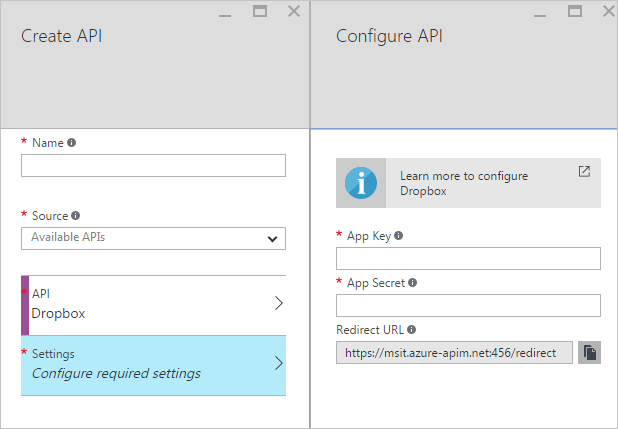 Create API
* Name
* Source
Available APIs
* API
Dropbox
* Settings
Configure required settings
Configure API
Learn more to configure
Dropbox
* App Key
* App Secret
Redirect URL
https://msit.azure-apim.net:456/redirect